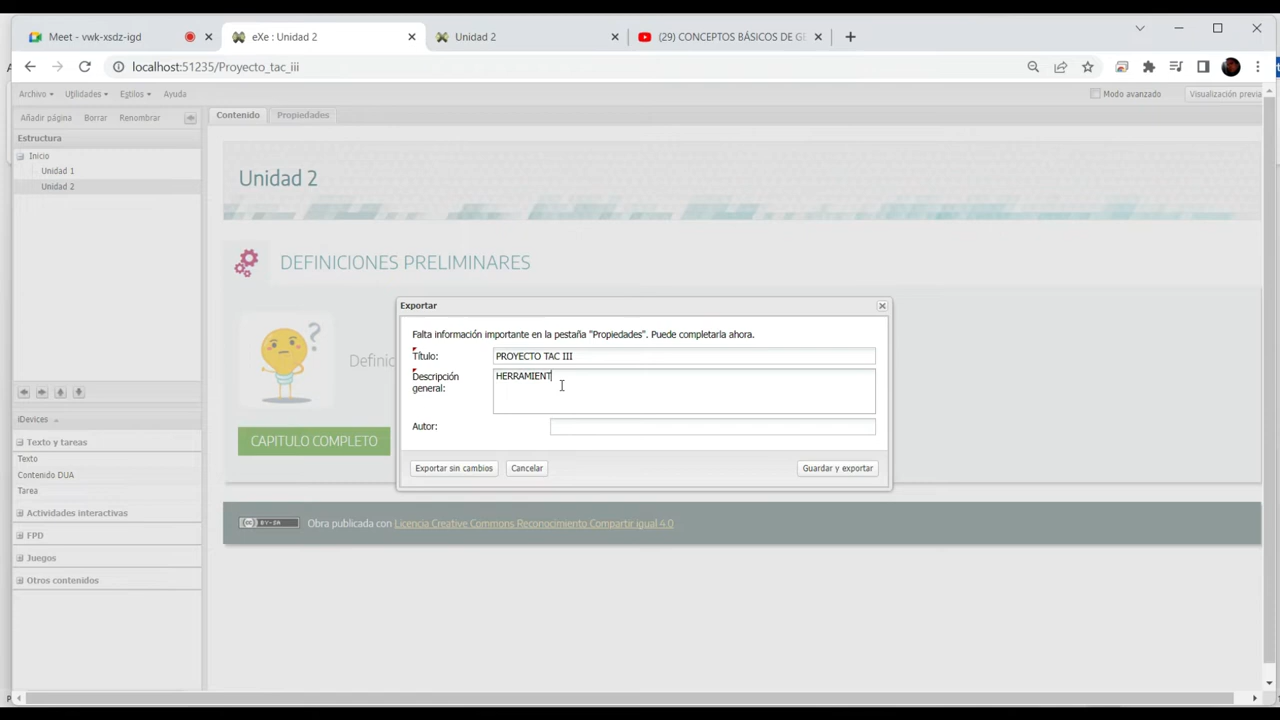 Meet - vwk-xsdz-igd
eXe : Unidad 2
Unidad 2
(29) CONCEPTOS BÁSICOS DE GE
localhost:51235/Proyecto_tac_iii
Archivo
Utilidades
Estilos
Ayuda
Modo avanzado
Visualización previa
Añadir página
Borrar
Renombrar
Contenido
Propiedades
Estructura
Inicio
Unidad 1
Unidad 2
Unidad 2
DEFINICIONES PRELIMINARES
Exportar
Falta información importante en la pestaña "Propiedades". Puede completarla ahora.
Título:
PROYECTO TAC III
Descripción
general:
HERRAMIENT
Autor:
Exportar sin cambios
Cancelar
Guardar y exportar
Definic
CAPITULO COMPLETO
iDevices
Texto y tareas
Texto
Contenido DUA
Tarea
Actividades interactivas
FPD
Juegos
Otros contenidos
BY-SA
Obra publicada con Licencia Creative Commons Reconocimiento Compartir igual 4.0